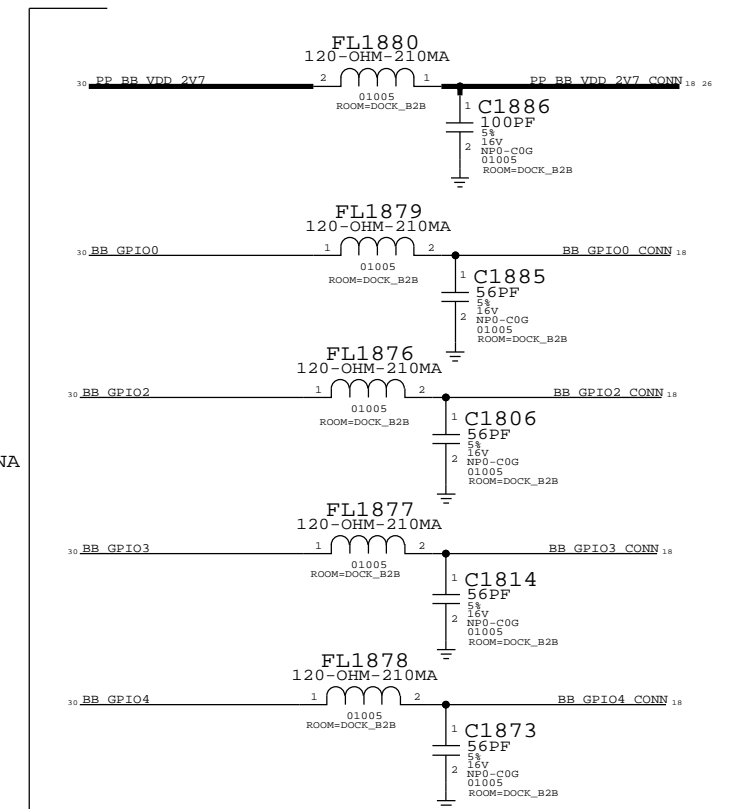 FL1880
120-OHM-210MA
30 PP_BB_VDD_2V7 2 1 PP_BB_VDD_2V7_CONN 18 26
01005
ROOM=DOCK_B2B
1 C1886
100PF
5%
16V
2 NP0-C0G
01005
ROOM=DOCK_B2B
FL1879
120-OHM-210MA
30 BB_GPIO0 1 2 BB_GPIO0_CONN 18
01005
ROOM=DOCK_B2B
1 C1885
56PF
5%
16V
2 NP0-C0G
01005
ROOM=DOCK_B2B
FL1876
120-OHM-210MA
30 BB_GPIO2 1 2 BB_GPIO2_CONN 18
01005
ROOM=DOCK_B2B
1 C1806
56PF
5%
16V
2 NP0-C0G
01005
ROOM=DOCK_B2B
NA
FL1877
120-OHM-210MA
30 BB_GPIO3 1 2 BB_GPIO3_CONN 18
01005
ROOM=DOCK_B2B
1 C1814
56PF
5%
16V
2 NP0-C0G
01005
ROOM=DOCK_B2B
FL1878
120-OHM-210MA
30 BB_GPIO4 1 2 BB_GPIO4_CONN 18
01005
ROOM=DOCK_B2B
1 C1873
56PF
5%
16V
2 NP0-C0G
01005
ROOM=DOCK_B2B